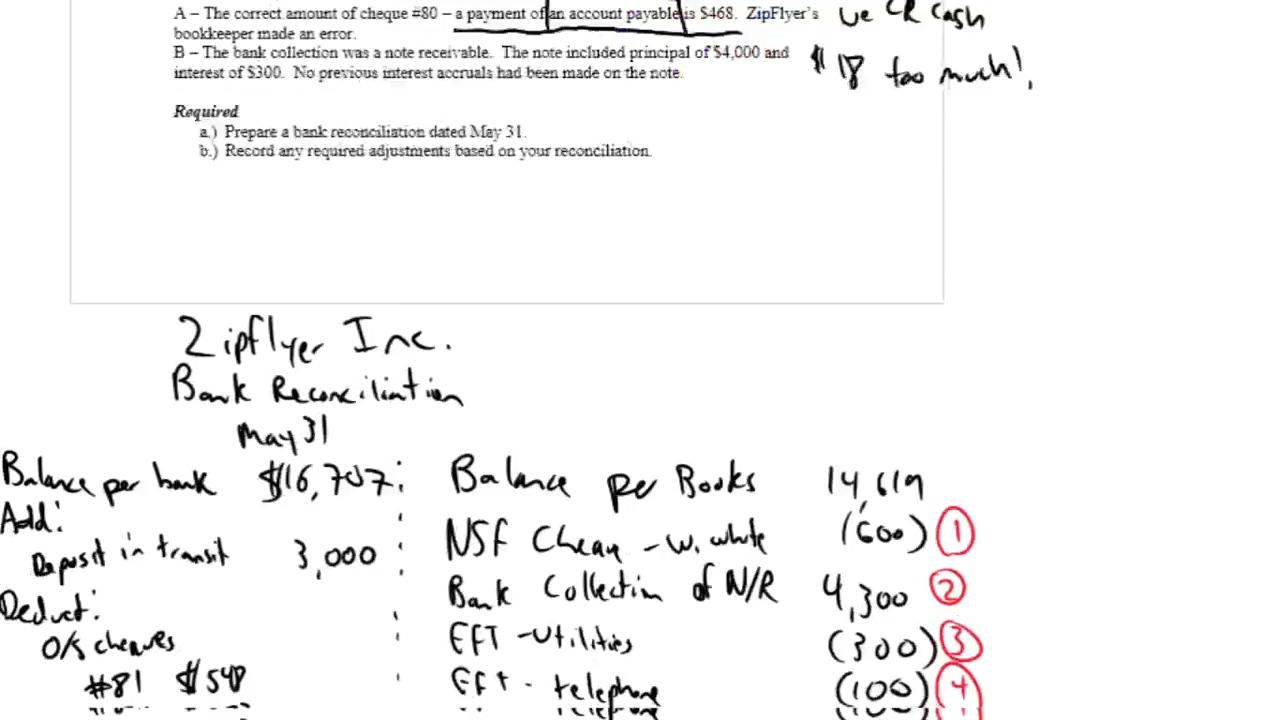 A – The correct amount of cheque #80 – a payment of an account payable is $468. ZipFlyer's
bookkeeper made an error.
B – The bank collection was a note receivable. The note included principal of $4,000 and
interest of $300. No previous interest accruals had been made on the note.
we CR Cash
$18 too much!
Required
a.) Prepare a bank reconciliation dated May 31.
b.) Record any required adjustments based on your reconciliation.
Zipflyer Inc.
Bank Reconciliation
May 31
Balance per bank $16,707
Add:
Deposit in transit 3,000
Deduct:
O/S cheques
#81 $548
Balance per Books 14,619
NSF Cheque - W. White (600) 1
Bank Collection of N/R 4,300 2
EFT - Utilities (300) 3
EFT - telephone (100) 4